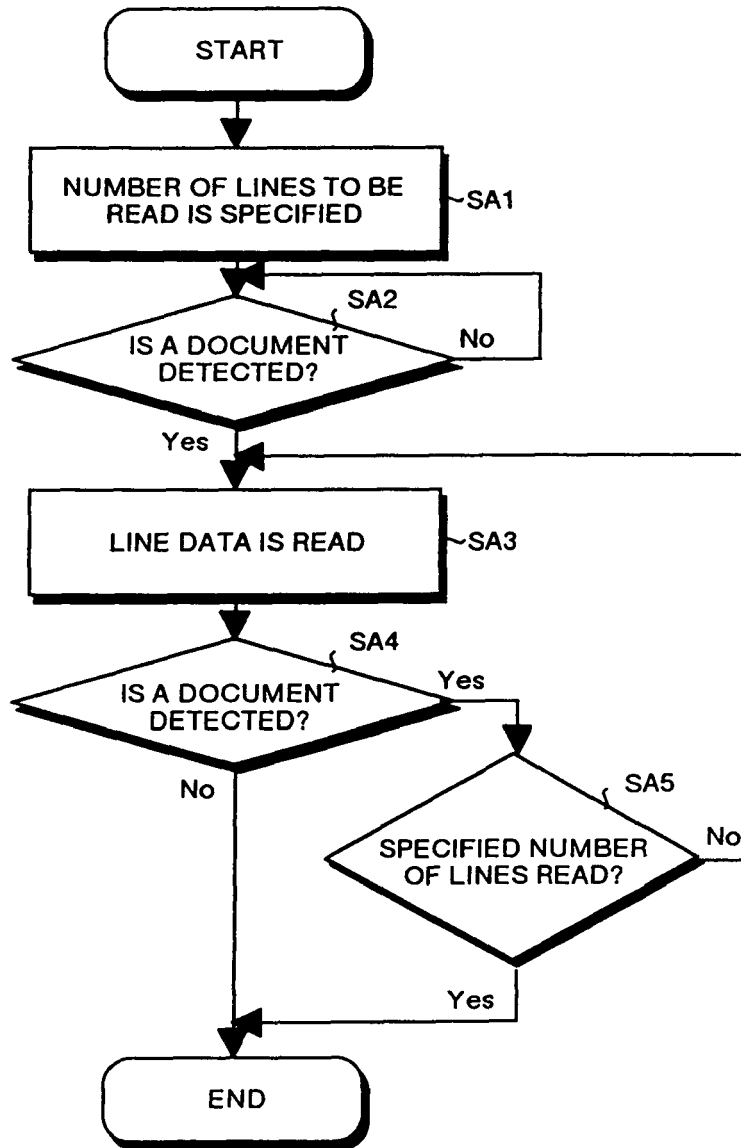 START
NUMBER OF LINES TO BE
READ IS SPECIFIED
SA1
SA2
IS A DOCUMENT
DETECTED?
No
Yes
LINE DATA IS READ
SA3
SA4
IS A DOCUMENT
DETECTED?
Yes
No
SA5
SPECIFIED NUMBER
OF LINES READ?
No
Yes
END